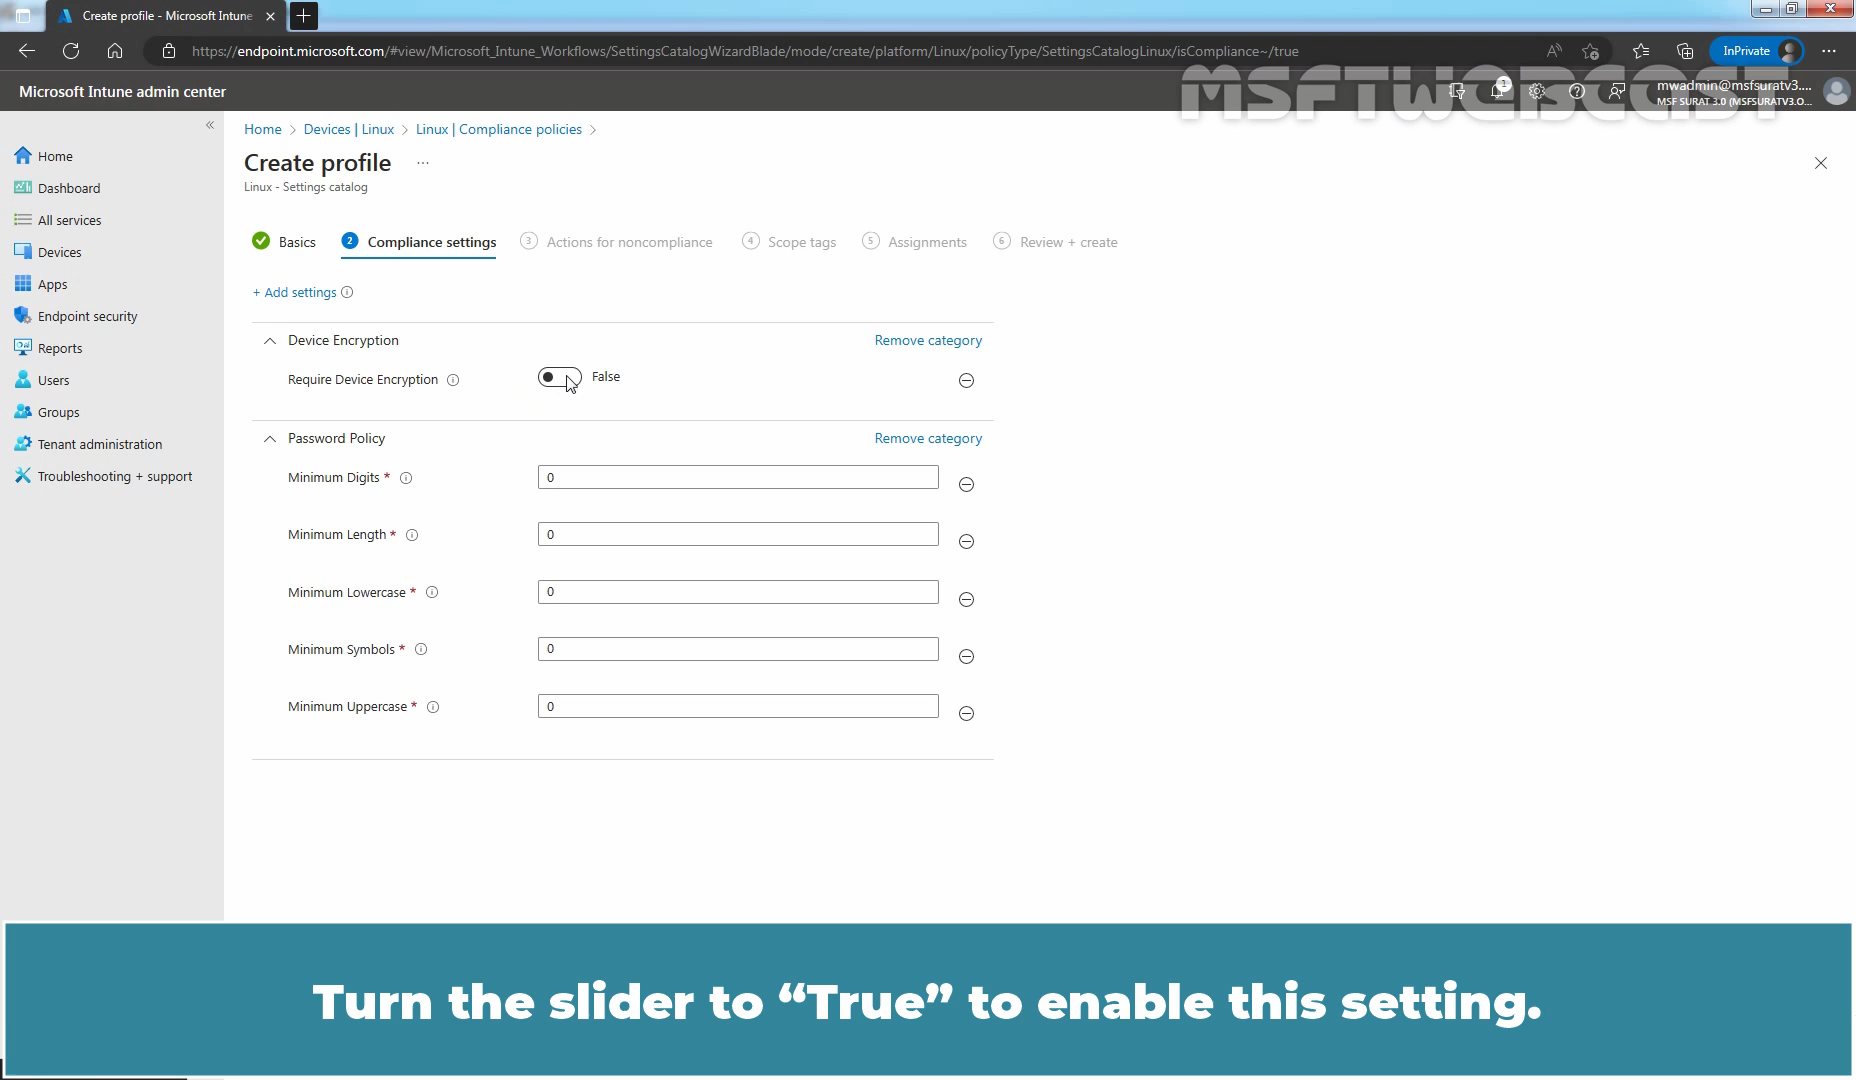 Create profile - Microsoft Intune
https://endpoint.microsoft.com/#view/Microsoft_Intune_Workflows/SettingsCatalogWizardBlade/mode/create/platform/Linux/policyType/SettingsCatalogLinux/isCompliance~/true
InPrivate
Microsoft Intune admin center
MSFTWEBCAST
1
mwadmin@msfsuratv3....
MSF SURAT 3.0 (MSFSURATV3.O...
Home > Devices | Linux > Linux | Compliance policies >
Create profile ...
Linux - Settings catalog
Home
Dashboard
All services
Devices
Apps
Endpoint security
Reports
Users
Groups
Tenant administration
Troubleshooting + support
Basics
2 Compliance settings
3 Actions for noncompliance
4 Scope tags
5 Assignments
6 Review + create
+ Add settings
Device Encryption Remove category
Require Device Encryption False
Password Policy Remove category
Minimum Digits * 0
Minimum Length * 0
Minimum Lowercase * 0
Minimum Symbols * 0
Minimum Uppercase * 0
Turn the slider to “True” to enable this setting.